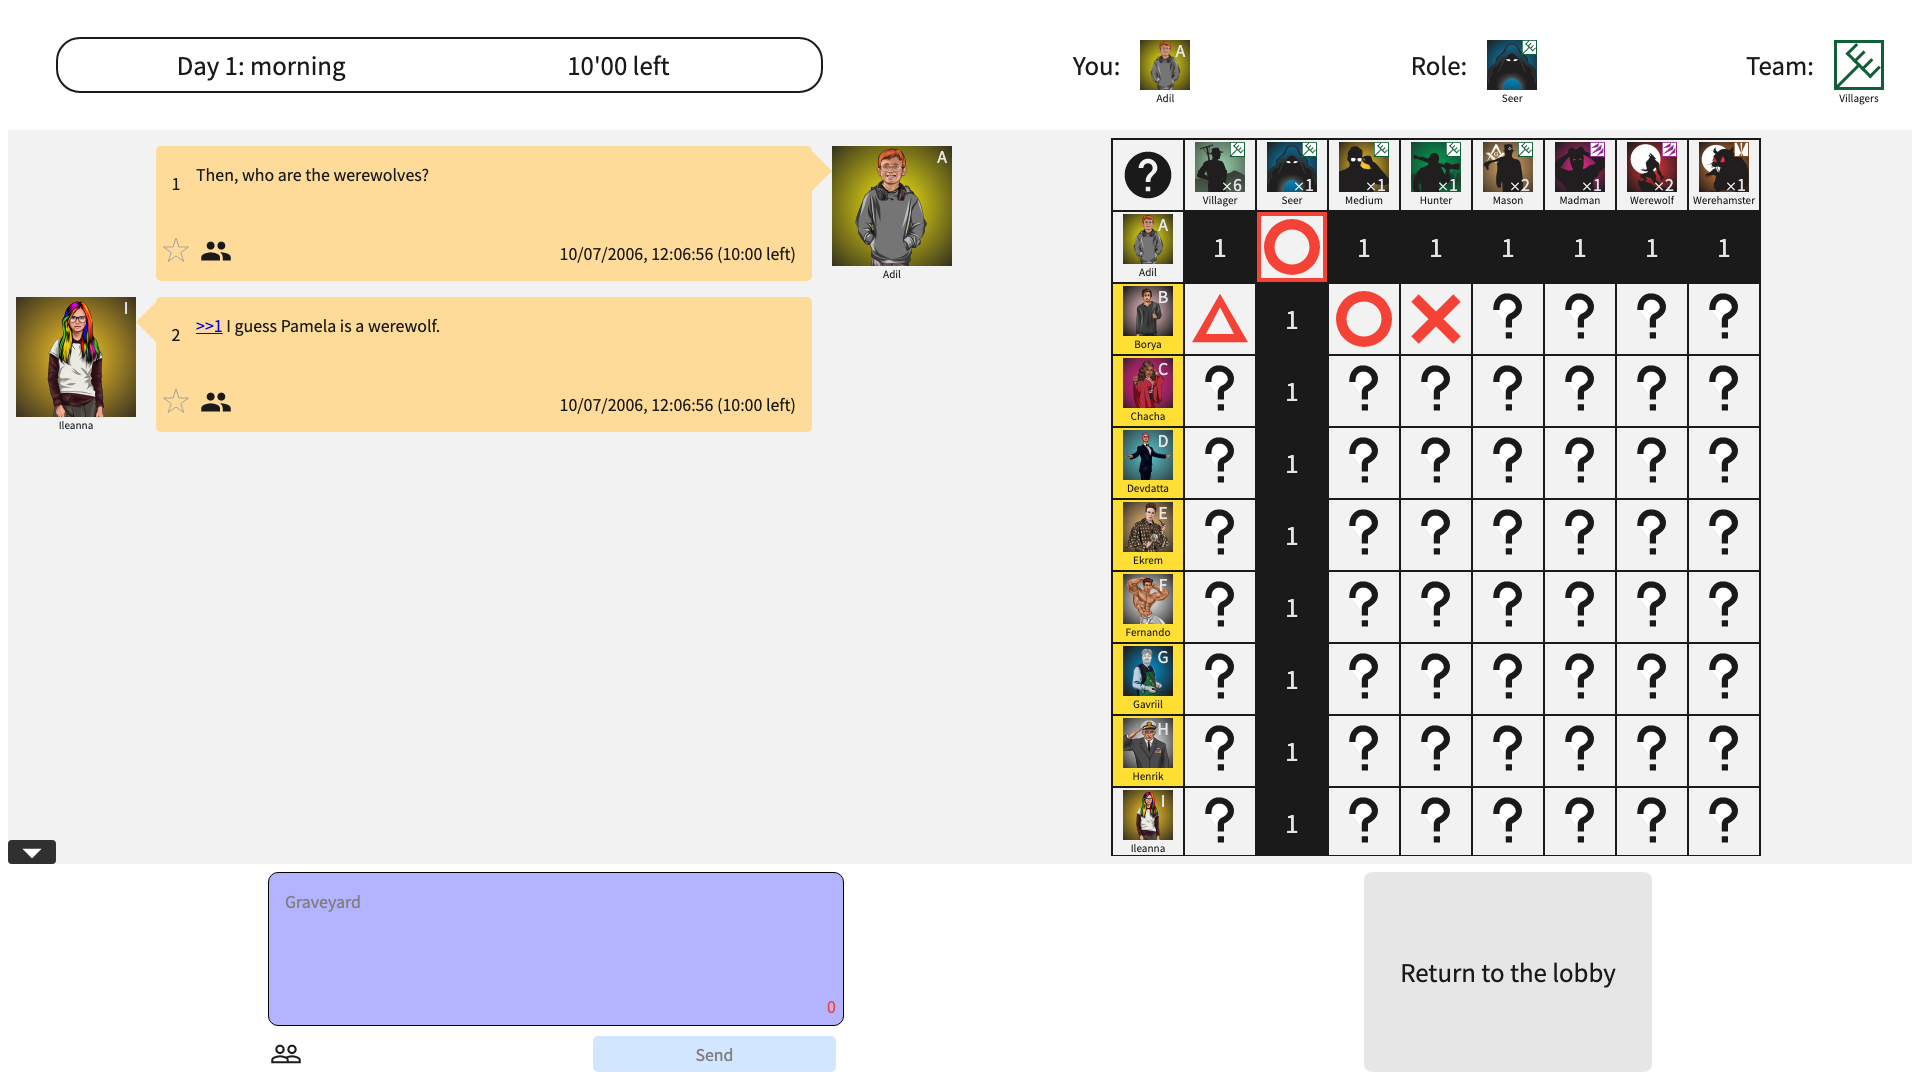 Day 1: morning 10'00 left
You: A Adil
Role: Seer
Team: Villagers
1 Then, who are the werewolves?
10/07/2006, 12:06:56 (10:00 left)
A
Adil
I
Ileanna
2 >>1 I guess Pamela is a werewolf.
10/07/2006, 12:06:56 (10:00 left)
? ×6 ×1 ×1 ×1 ×2 ×1 ×2 ×1
Villager Seer Medium Hunter Mason Madman Werewolf Werehamster
A Adil 1 1 1 1 1 1 1
B Borya 1 ? ? ? ?
C Chacha ? 1 ? ? ? ? ? ?
D Devdatta ? 1 ? ? ? ? ? ?
E Ekrem ? 1 ? ? ? ? ? ?
F Fernando ? 1 ? ? ? ? ? ?
G Gavriil ? 1 ? ? ? ? ? ?
H Henrik ? 1 ? ? ? ? ? ?
I Ileanna ? 1 ? ? ? ? ? ?
Graveyard
0
Send
Return to the lobby